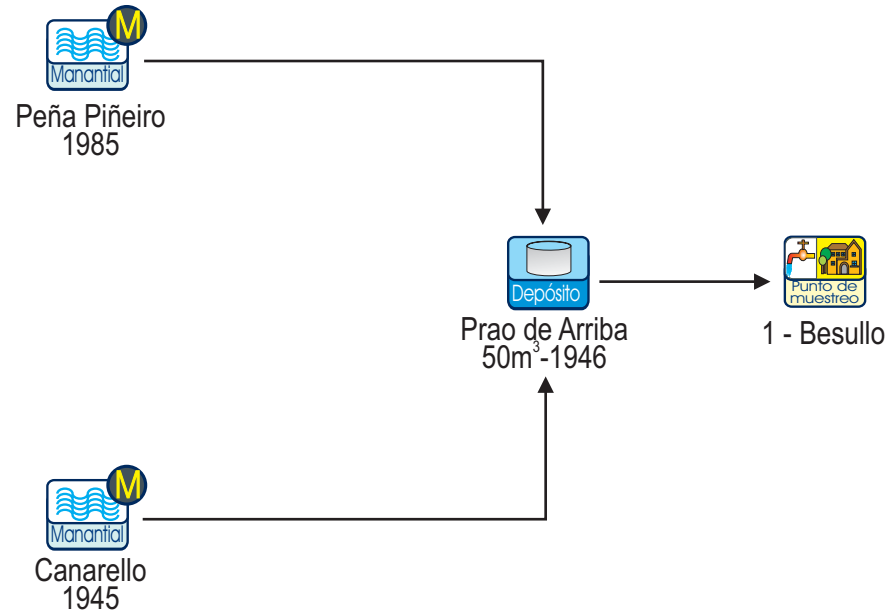 M
Manantial
Peña Piñeiro
1985
Depósito
Prao de Arriba
50m³-1946
Punto de
muestreo
1 - Besullo
M
Manantial
Canarello
1945